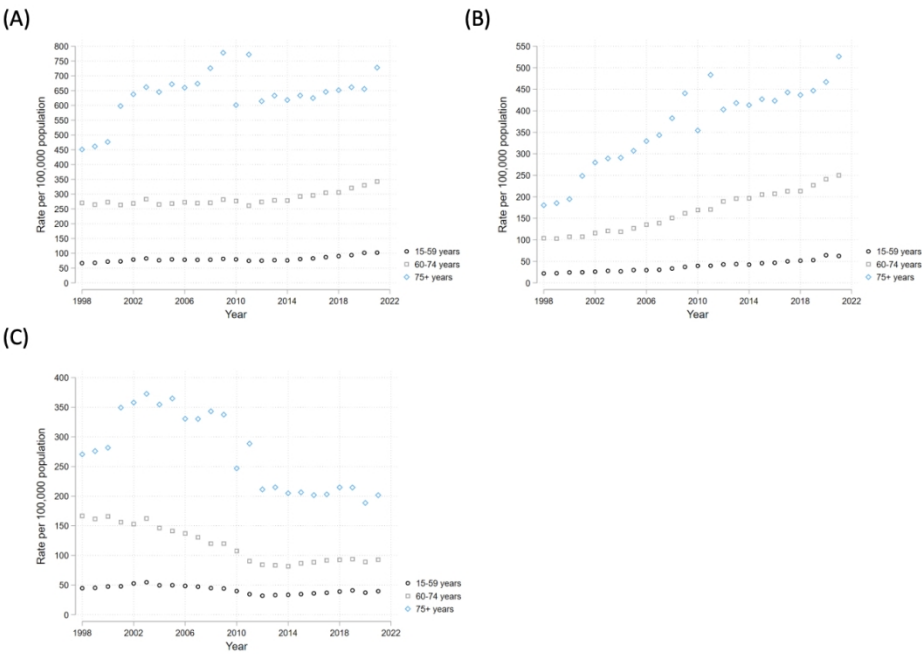 (A)
Rate per 100,000 population
800
750
700
650
600
550
500
450
400
350
300
250
200
150
100
50
0
1998 2002 2006 2010 2014 2018 2022
Year
15-59 years
60-74 years
75+ years
(B)
Rate per 100,000 population
550
500
450
400
350
300
250
200
150
100
50
0
1998 2002 2006 2010 2014 2018 2022
Year
15-59 years
60-74 years
75+ years
(C)
Rate per 100,000 population
400
350
300
250
200
150
100
50
0
1998 2002 2006 2010 2014 2018 2022
Year
15-59 years
60-74 years
75+ years